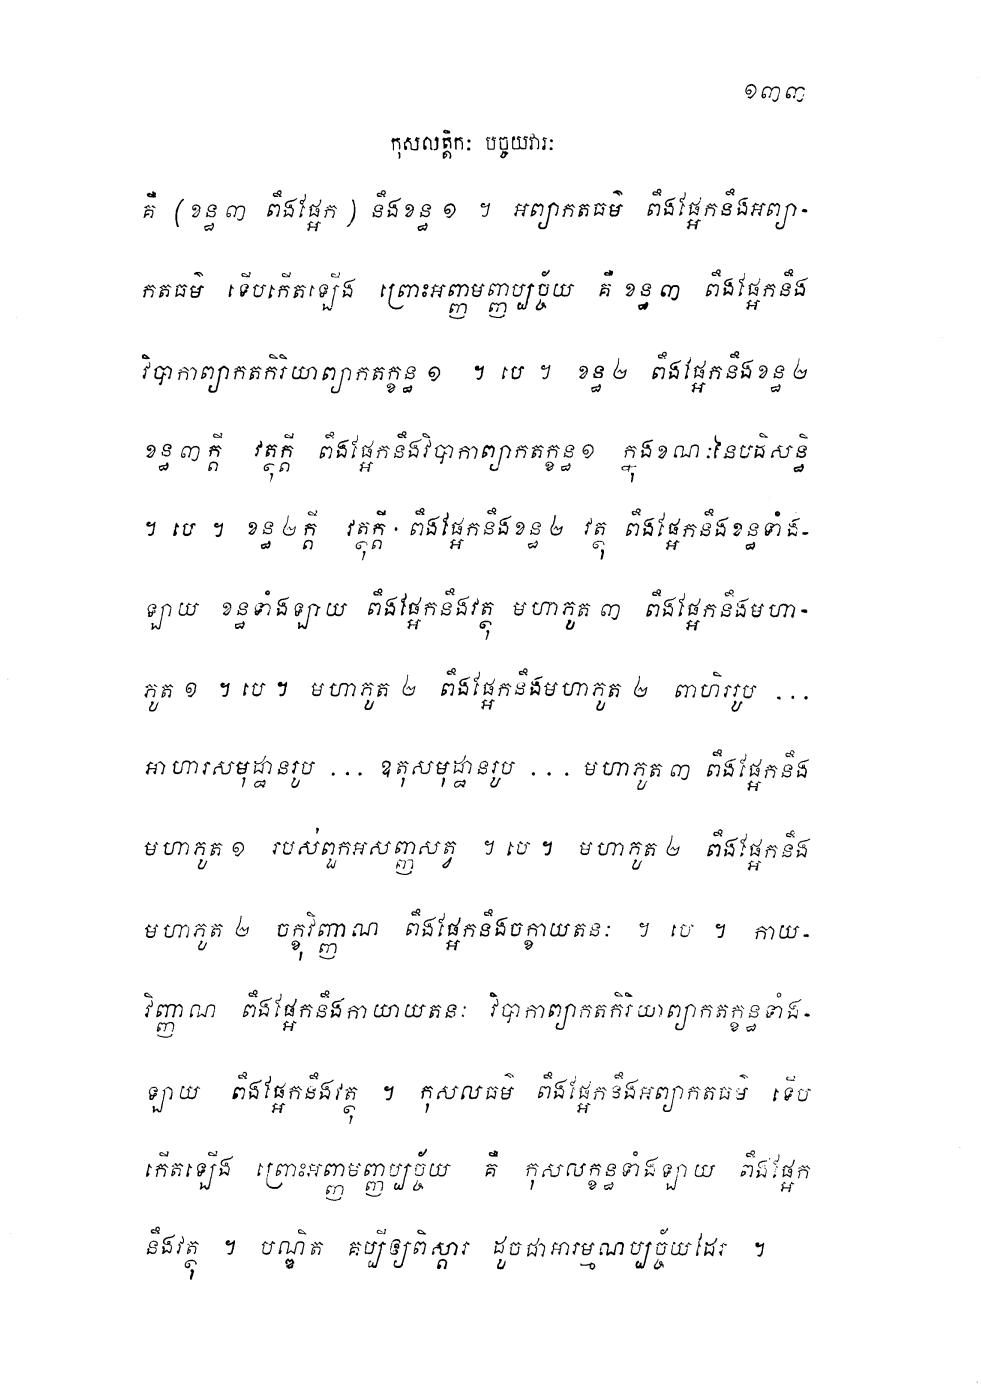 ១៣៣
កុសលត្តិកៈ បច្ចយវារៈ
គឺ (ខន្ធ ៣ ពឹងផ្អែក) នឹងខន្ធ ១ ។ អព្យាកតធម៌ ពឹងផ្អែកនឹងអព្យា-
កតធម៌ ទើបកើតឡើង ព្រោះអញ្ញមញ្ញប្បច្ច័យ គឺ ខន្ធ ៣ ពឹងផ្អែកនឹង
វិបាកាព្យាកតកិរិយាព្យាកតក្ខន្ធ ១ ។ បេ ។ ខន្ធ ២ ពឹងផ្អែកនឹងខន្ធ ២
ខន្ធ ៣ ក្តី វត្ថុក្តី ពឹងផ្អែកនឹងវិបាកាព្យាកតក្ខន្ធ ១ ក្នុងខណៈនៃបដិសន្ធិ
។ បេ ។ ខន្ធ ២ ក្តី វត្ថុក្តី ពឹងផ្អែកនឹងខន្ធ ២ វត្ថុ ពឹងផ្អែកនឹងខន្ធទាំង-
ឡាយ ខន្ធទាំងឡាយ ពឹងផ្អែកនឹងវត្ថុ មហាភូត ៣ ពឹងផ្អែកនឹងមហា-
ភូត ១ ។ បេ ។ មហាភូត ២ ពឹងផ្អែកនឹងមហាភូត ២ ពាហិររូប ...
អាហារសមុដ្ឋានរូប ... ឧតុសមុដ្ឋានរូប ... មហាភូត ៣ ពឹងផ្អែកនឹង
មហាភូត ១ របស់ពួកអសញ្ញសត្វ ។ បេ ។ មហាភូត ២ ពឹងផ្អែកនឹង
មហាភូត ២ ចក្ខុវិញ្ញាណ ពឹងផ្អែកនឹងចក្ខាយតនៈ ។ បេ ។ កាយ-
វិញ្ញាណ ពឹងផ្អែកនឹងកាយាយតនៈ វិបាកាព្យាកតកិរិយាព្យាកតក្ខន្ធទាំង-
ឡាយ ពឹងផ្អែកនឹងវត្ថុ ។ កុសលធម៌ ពឹងផ្អែកនឹងអព្យាកតធម៌ ទើប
កើតឡើង ព្រោះអញ្ញមញ្ញប្បច្ច័យ គឺ កុសលក្ខន្ធទាំងឡាយ ពឹងផ្អែក
នឹងវត្ថុ ។ បណ្ឌិត គប្បីឲ្យពិស្តារ ដូចជាអារម្មណប្បច្ច័យដែរ ។